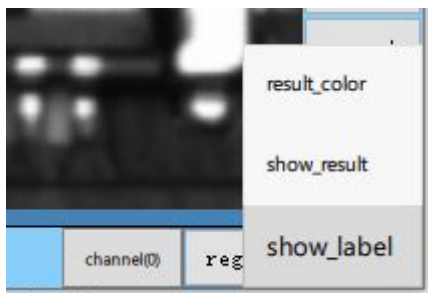 result_color
show_result
show_label
channel(0)
reg